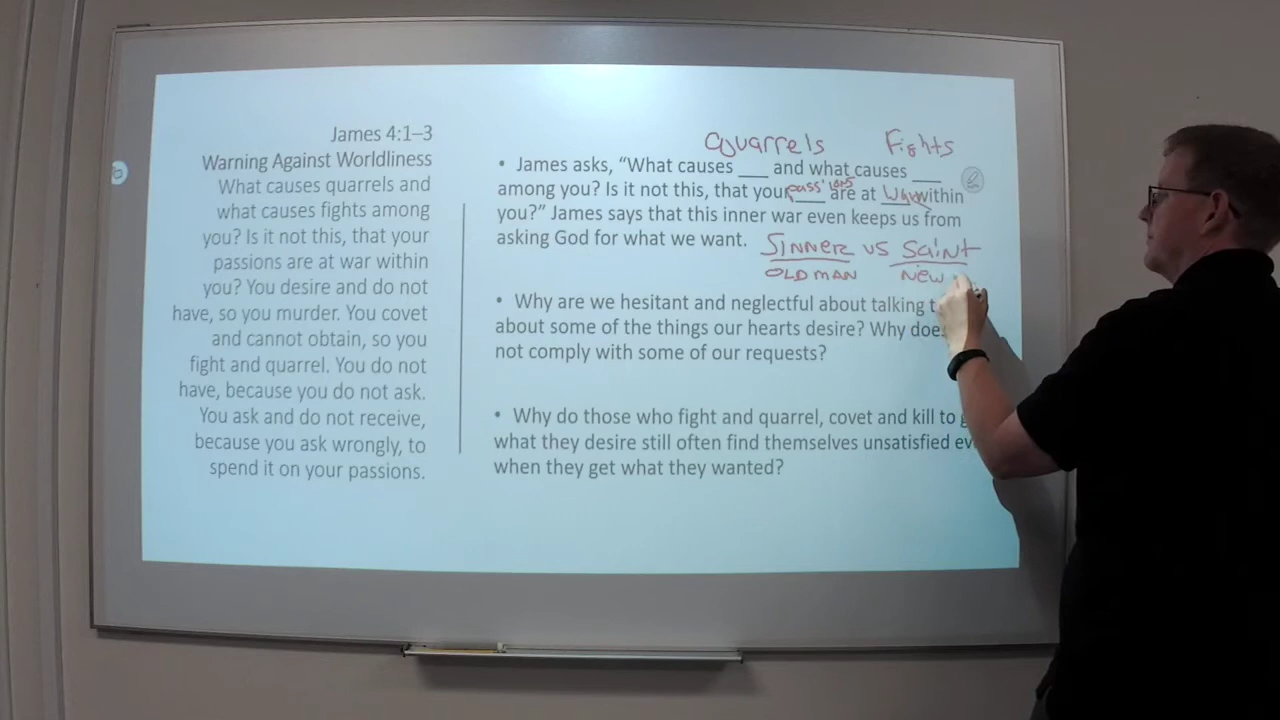 James 4:1–3
Warning Against Worldliness
What causes quarrels and
what causes fights among
you? Is it not this, that your
passions are at war within
you? You desire and do not
have, so you murder. You covet
and cannot obtain, so you
fight and quarrel. You do not
have, because you do not ask.
You ask and do not receive,
because you ask wrongly, to
spend it on your passions.
Quarrels Fights
• James asks, “What causes ___ and what causes ___
among you? Is it not this, that your passions are at War within
you?” James says that this inner war even keeps us from
asking God for what we want. SINNER VS SaiNt
OLD MAN New
• Why are we hesitant and neglectful about talking
about some of the things our hearts desire? Why
not comply with some of our requests?
• Why do those who fight and quarrel, covet and kill to
what they desire still often find themselves unsatisfied
when they get what they wanted?